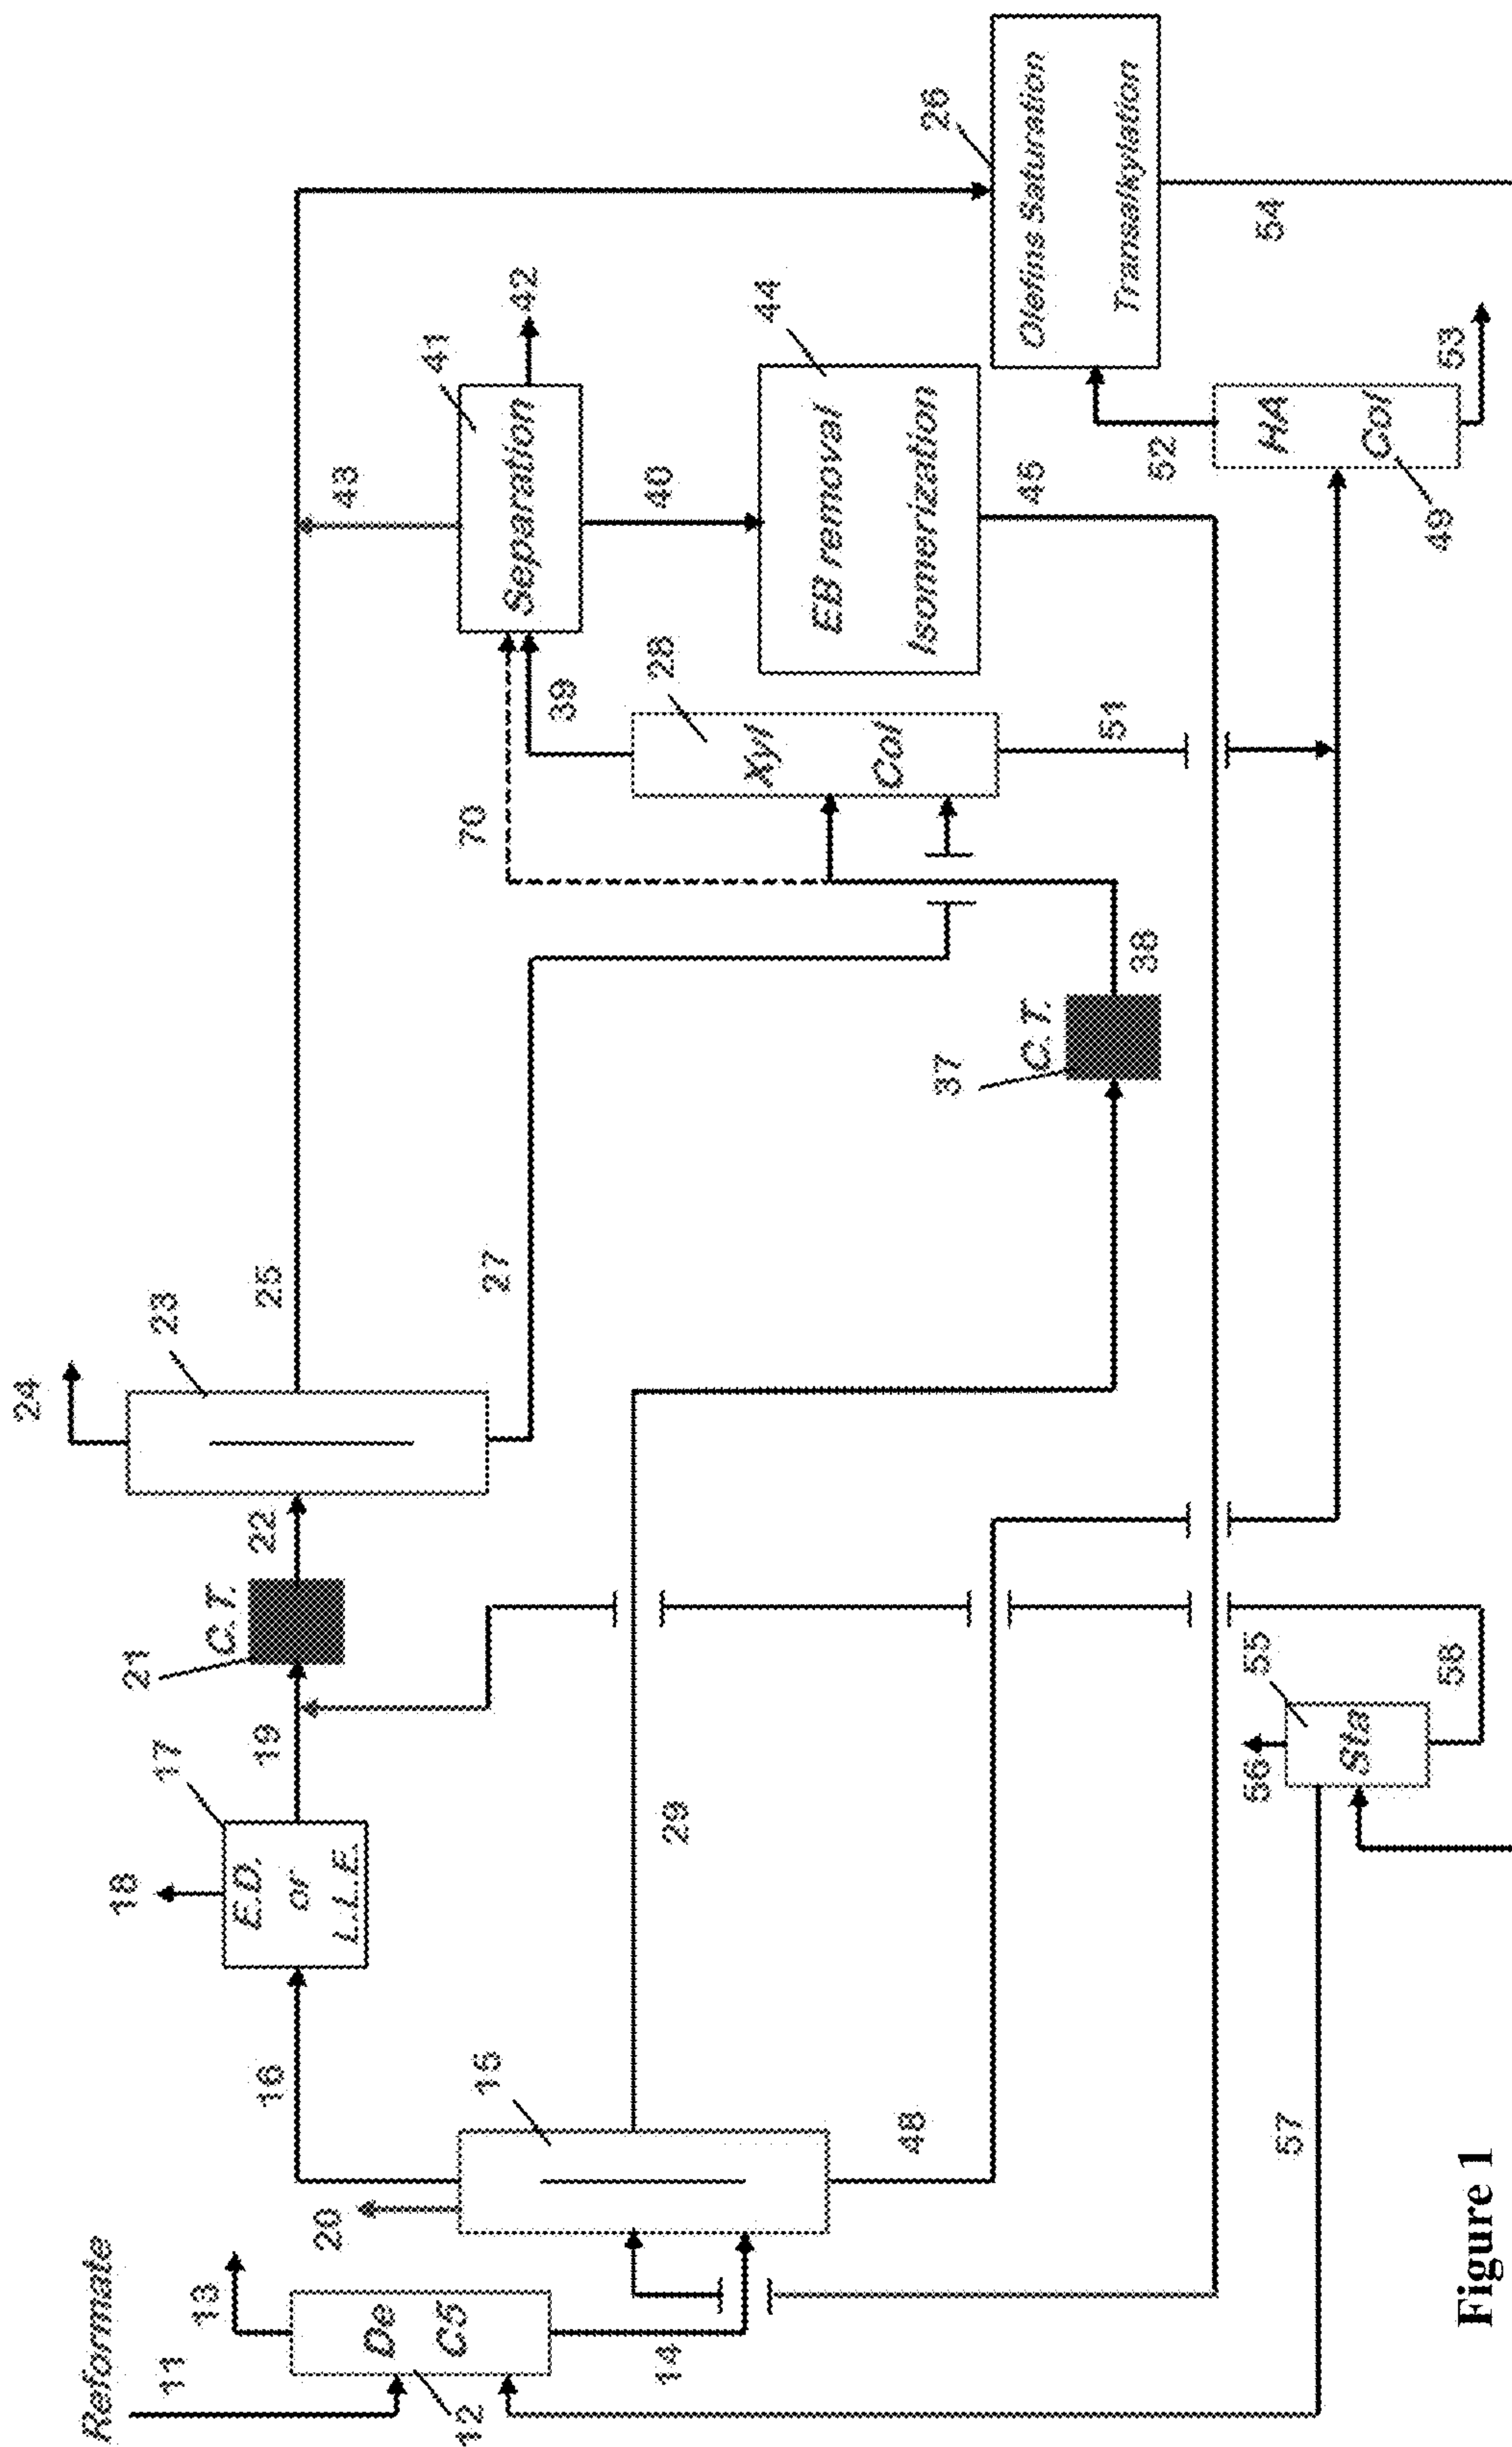 24
Reformate
18
21
17
23
11
13
C.T.
E.D.
or
L.L.E.
16
19
22
25
20
43
De
C5
41
12
15
27
70
Separation
42
39
14
29
28
40
Xyl
Col
44
EB removal
Isomerization
48
37
26
C.T.
45
Olefins Saturation
Transalkylation
38
51
52
56
55
54
57
HA
Col
Sta
49
58
53
Figure 1